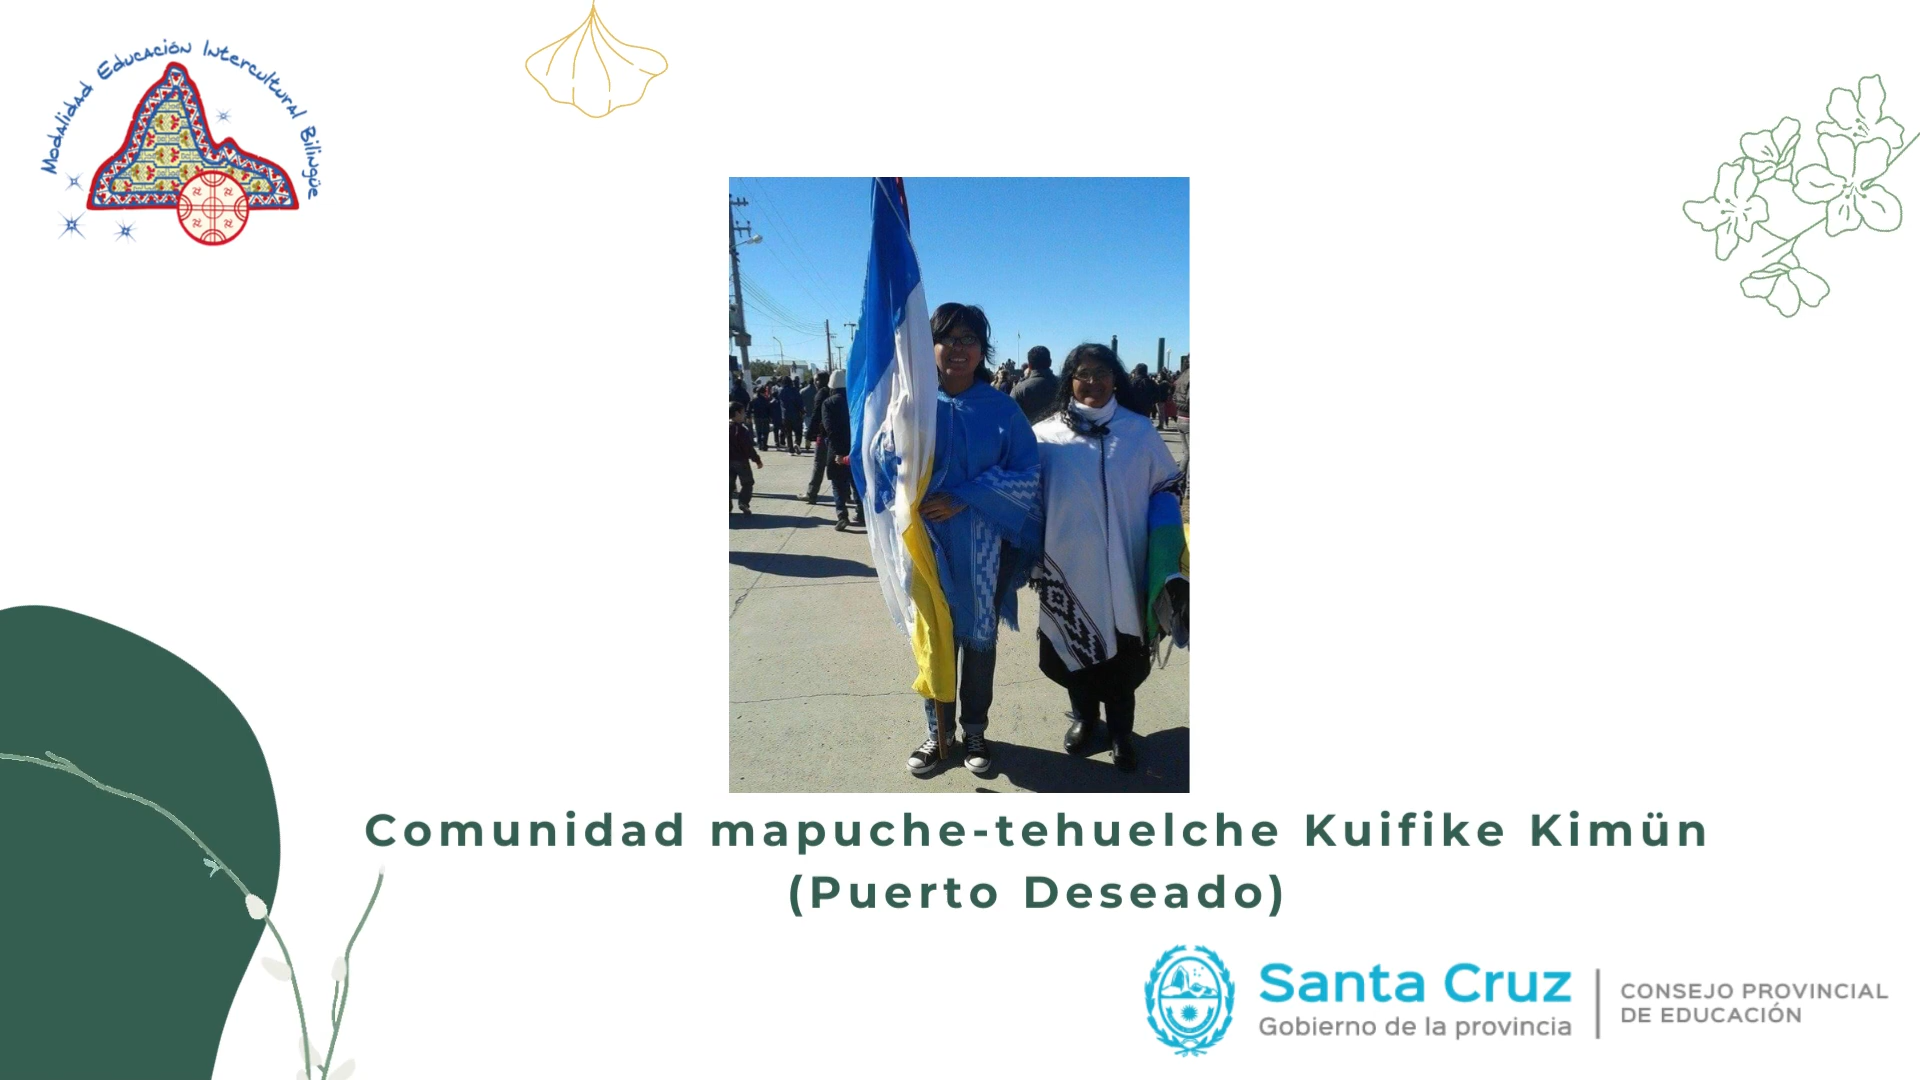 Modalidad Educación Intercultural Bilingüe
Comunidad mapuche-tehuelche Kuifike Kimün
(Puerto Deseado)
Santa Cruz
Gobierno de la provincia
CONSEJO PROVINCIAL
DE EDUCACIÓN